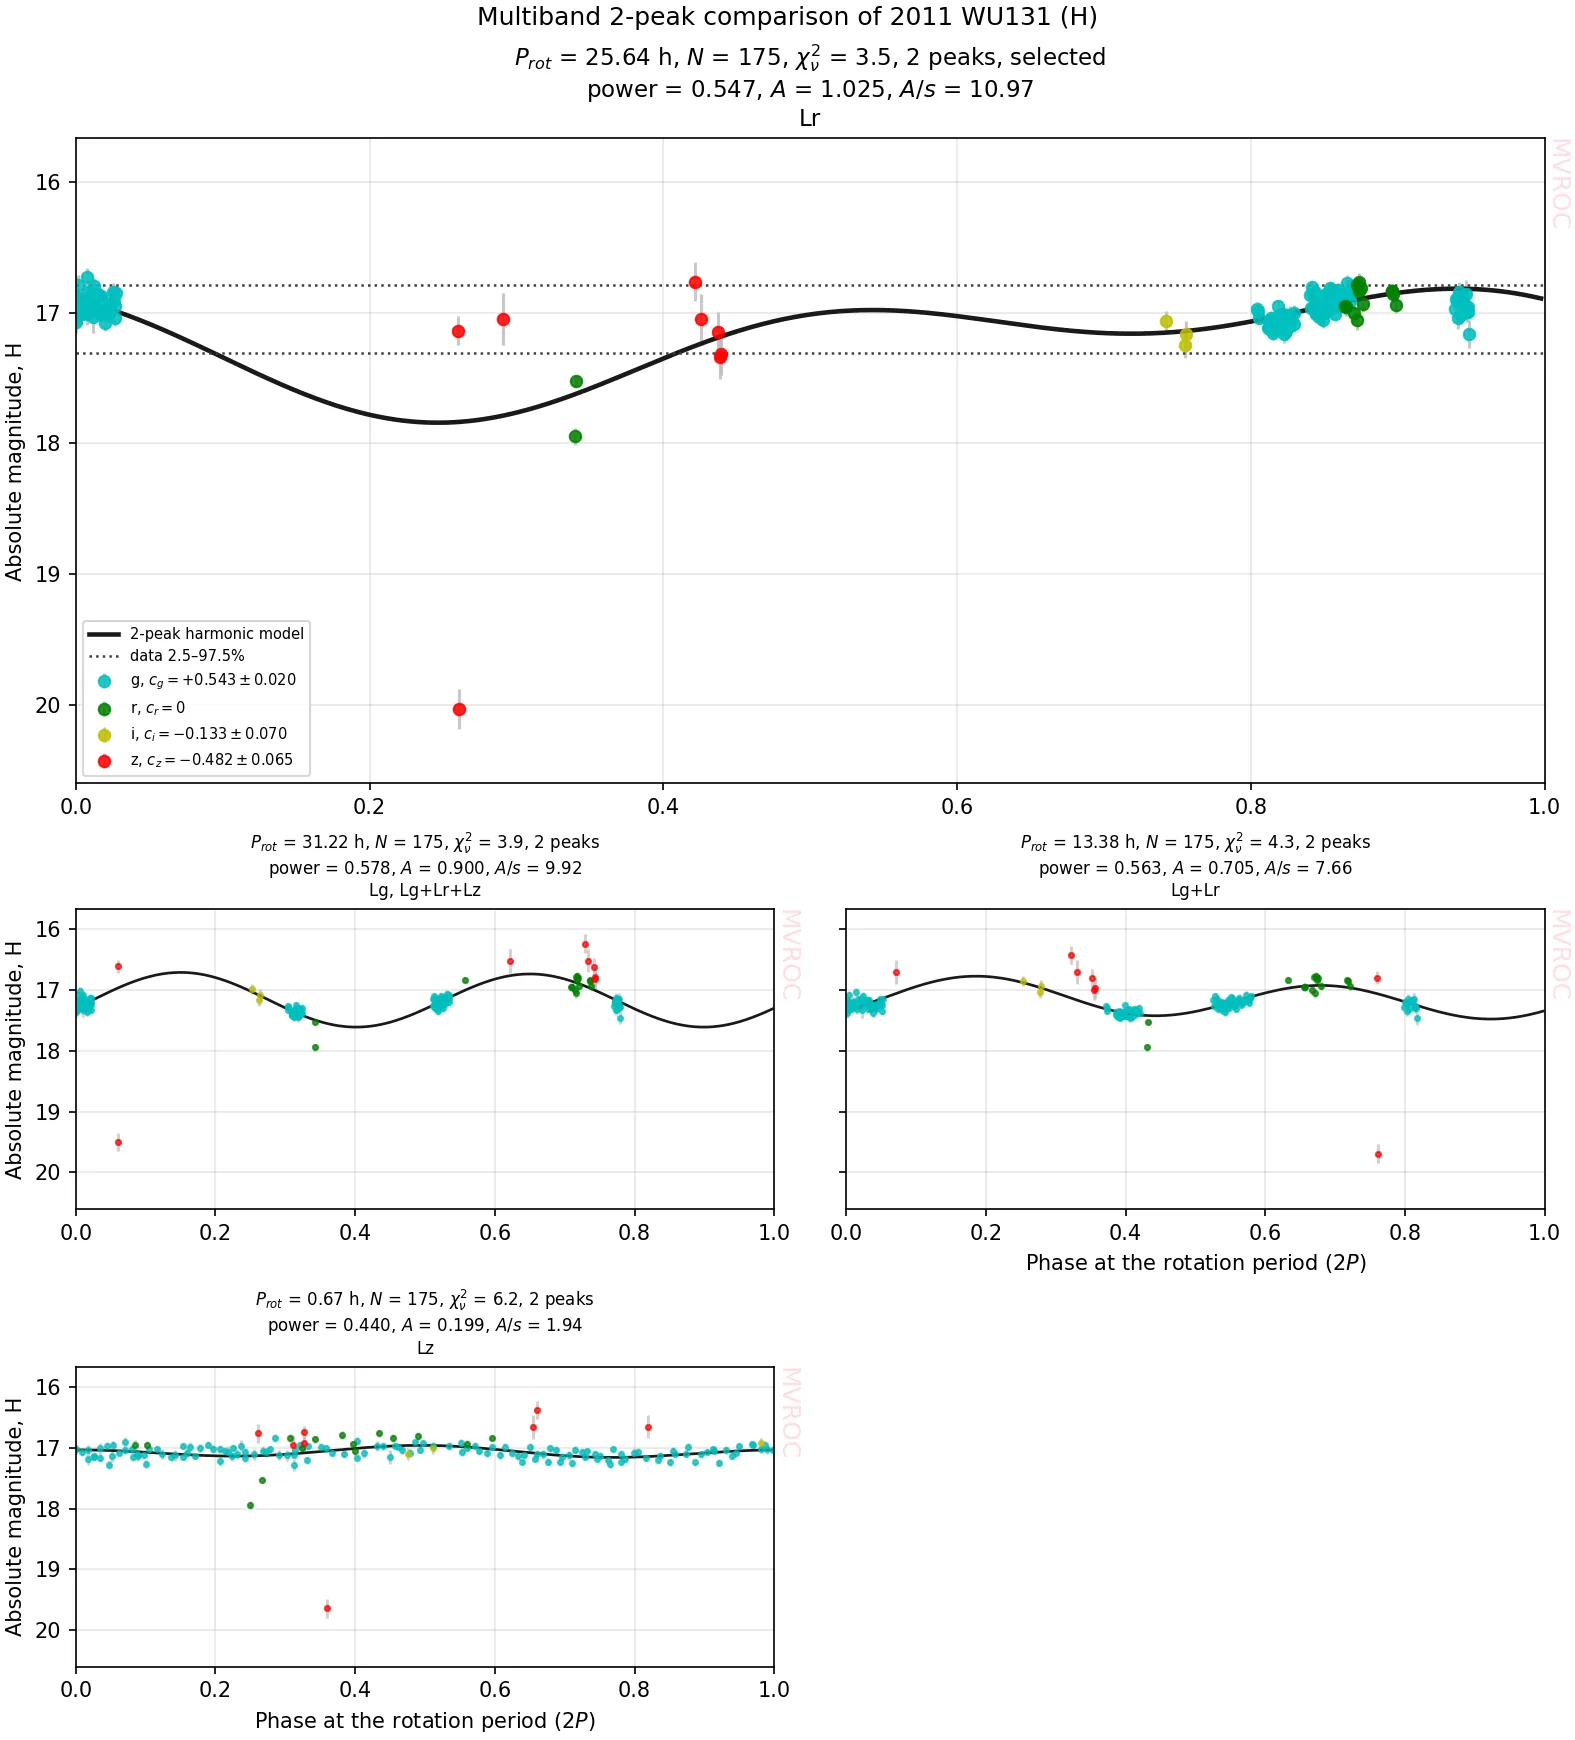 Multiband 2-peak comparison of 2011 WU131 (H)
P_rot = 25.64 h, N = 175, χ²_ν = 3.5, 2 peaks, selected
power = 0.547, A = 1.025, A/s = 10.97
Lr
MVROC
Absolute magnitude, H
16
17
18
19
20
2-peak harmonic model
data 2.5–97.5%
g, c_g = +0.543 ± 0.020
r, c_r = 0
i, c_i = −0.133 ± 0.070
z, c_z = −0.482 ± 0.065
0.0 0.2 0.4 0.6 0.8 1.0
P_rot = 31.22 h, N = 175, χ²_ν = 3.9, 2 peaks
power = 0.578, A = 0.900, A/s = 9.92
Lg, Lg+Lr+Lz
MVROC
Absolute magnitude, H
16
17
18
19
20
0.0 0.2 0.4 0.6 0.8 1.0
P_rot = 13.38 h, N = 175, χ²_ν = 4.3, 2 peaks
power = 0.563, A = 0.705, A/s = 7.66
Lg+Lr
MVROC
0.0 0.2 0.4 0.6 0.8 1.0
Phase at the rotation period (2P)
P_rot = 0.67 h, N = 175, χ²_ν = 6.2, 2 peaks
power = 0.440, A = 0.199, A/s = 1.94
Lz
MVROC
Absolute magnitude, H
16
17
18
19
20
0.0 0.2 0.4 0.6 0.8 1.0
Phase at the rotation period (2P)